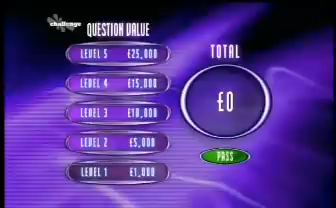 challenge
QUESTION VALUE
LEVEL 5 £25,000
LEVEL 4 £15,000
LEVEL 3 £10,000
LEVEL 2 £5,000
LEVEL 1 £1,000
TOTAL
£0
PASS